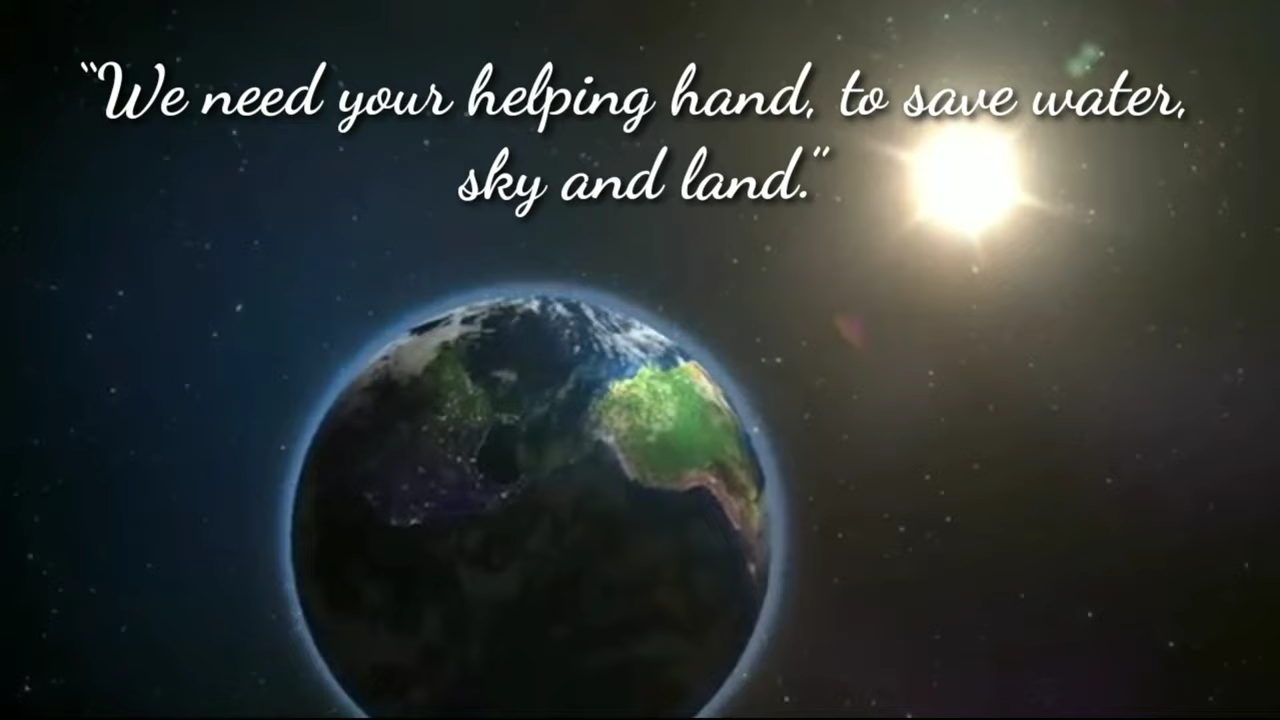 “We need your helping hand, to save water,
sky and land.”